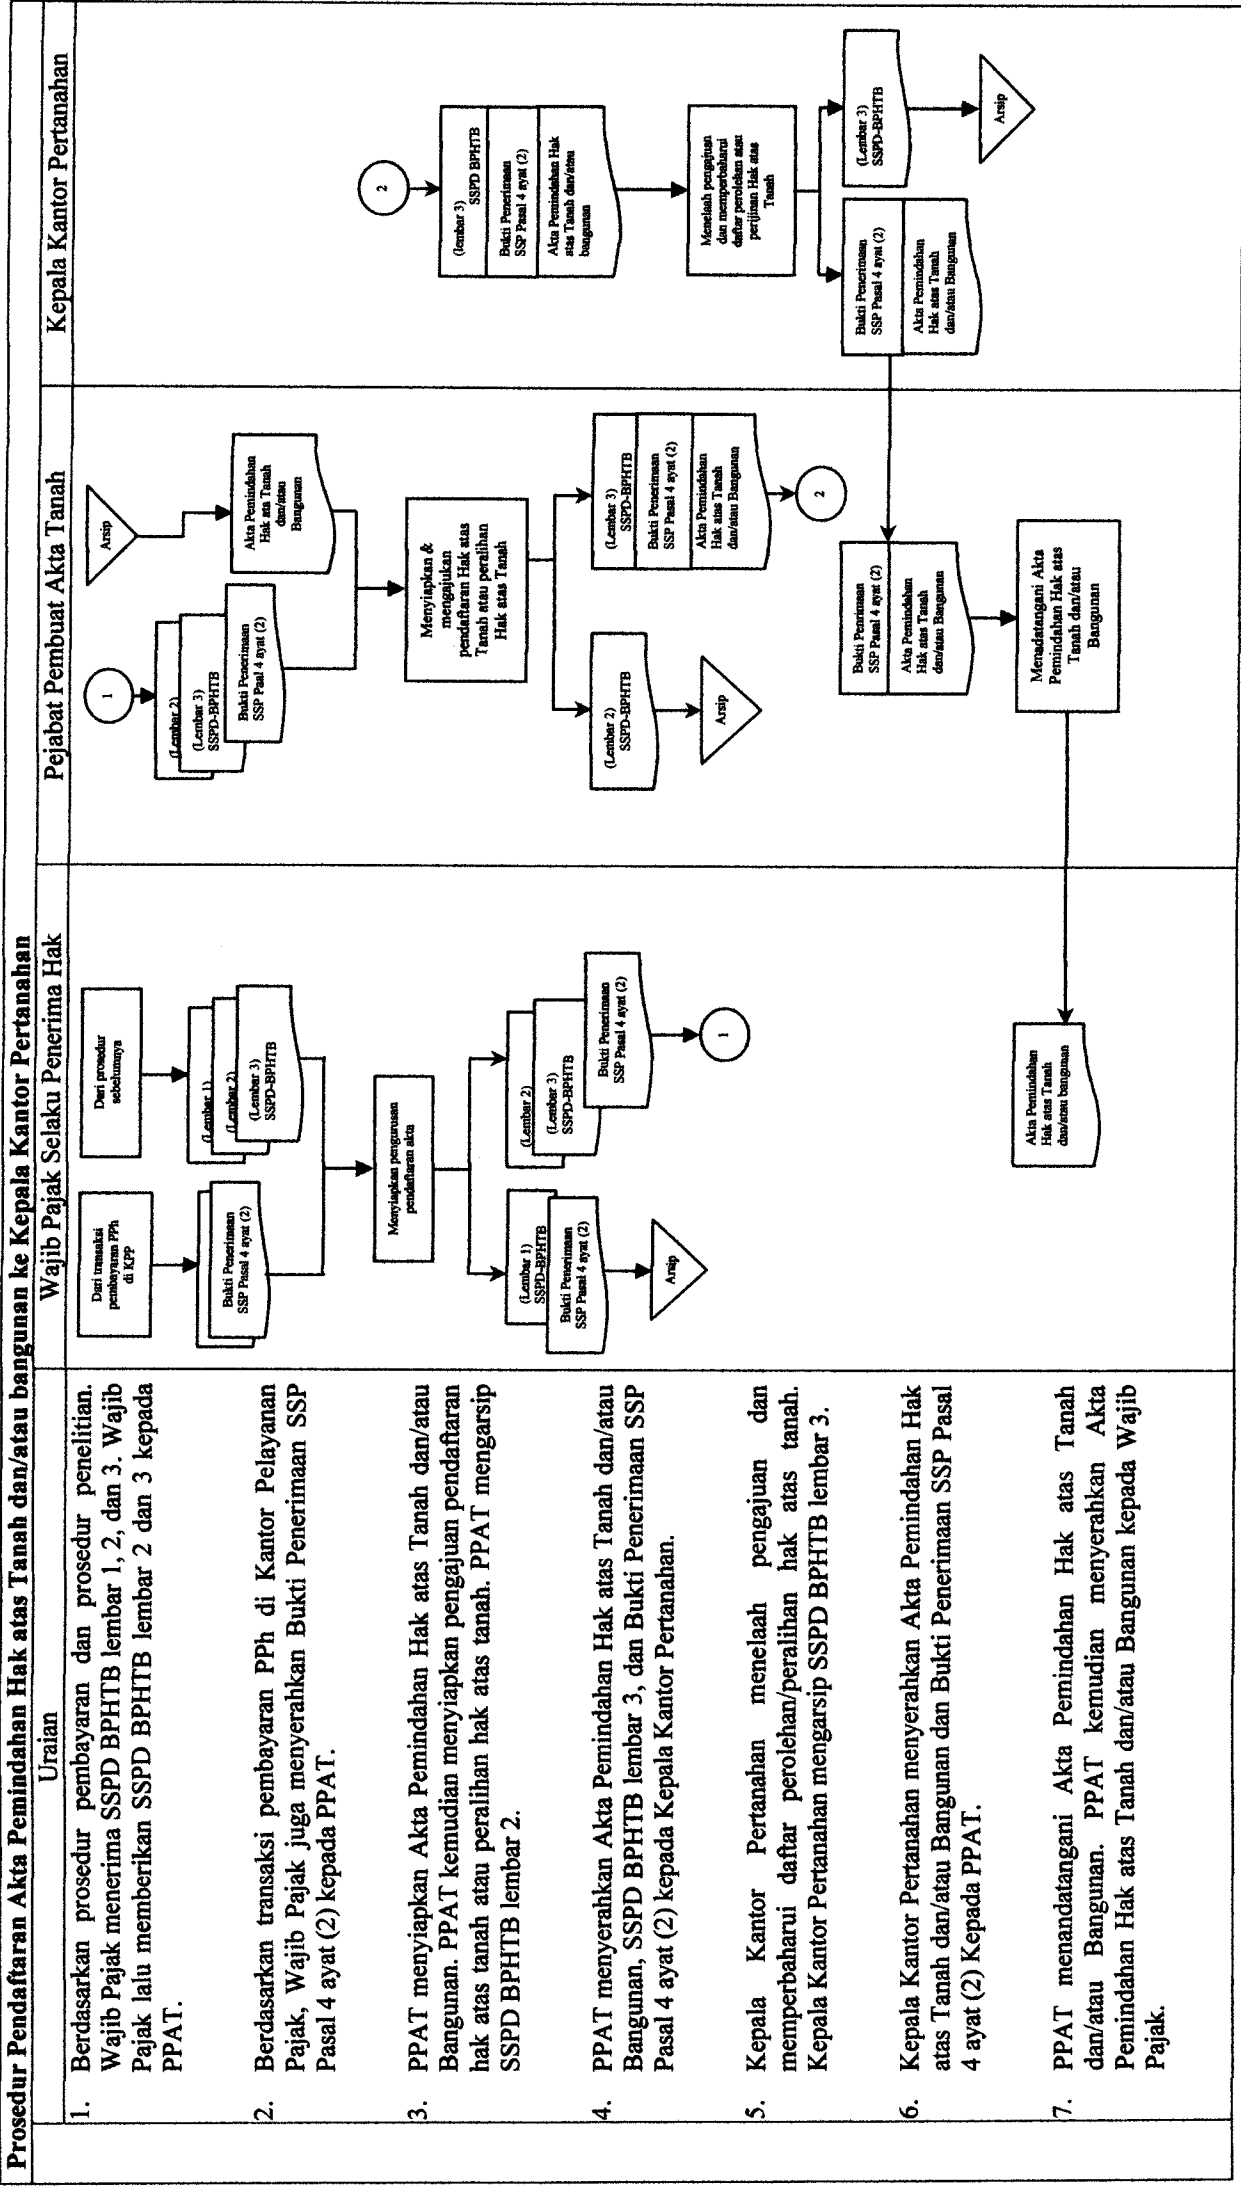 Prosedur Pendaftaran Akta Pemindahan Hak atas Tanah dan/atau bangunan ke Kepala Kantor Pertanahan
Uraian
Wajib Pajak Selaku Penerima Hak
Pejabat Pembuat Akta Tanah
Kepala Kantor Pertanahan
1. Berdasarkan prosedur pembayaran dan prosedur penelitian.
Wajib Pajak menerima SSPD BPHTB lembar 1, 2, dan 3. Wajib
Pajak lalu memberikan SSPD BPHTB lembar 2 dan 3 kepada
PPAT.
2. Berdasarkan transaksi pembayaran PPh di Kantor Pelayanan
Pajak, Wajib Pajak juga menyerahkan Bukti Penerimaan SSP
Pasal 4 ayat (2) kepada PPAT.
3. PPAT menyiapkan Akta Pemindahan Hak atas Tanah dan/atau
Bangunan. PPAT kemudian menyiapkan pengajuan pendaftaran
hak atas tanah atau peralihan hak atas tanah. PPAT mengarsip
SSPD BPHTB lembar 2.
4. PPAT menyerahkan Akta Pemindahan Hak atas Tanah dan/atau
Bangunan, SSPD BPHTB lembar 3, dan Bukti Penerimaan SSP
Pasal 4 ayat (2) kepada Kepala Kantor Pertanahan.
5. Kepala Kantor Pertanahan menelaah pengajuan dan
memperbaharui daftar perolehan/peralihan hak atas tanah.
Kepala Kantor Pertanahan mengarsip SSPD BPHTB lembar 3.
6. Kepala Kantor Pertanahan menyerahkan Akta Pemindahan Hak
atas Tanah dan/atau Bangunan dan Bukti Penerimaan SSP Pasal
4 ayat (2) Kepada PPAT.
7. PPAT menandatangani Akta Pemindahan Hak atas Tanah
dan/atau Bangunan. PPAT kemudian menyerahkan Akta
Pemindahan Hak atas Tanah dan/atau Bangunan kepada Wajib
Pajak.
Dari transaksi
pembayaran PPh
di KPP
Dari prosedur
sebelumnya
Bukti Penerimaan
SSP Pasal 4 ayat (2)
(Lembar 1)
(Lembar 2)
(Lembar 3)
SSPD-BPHTB
Menyiapkan pengurusan
pendaftaran akta
(Lembar 1)
SSPD-BPHTB
Bukti Penerimaan
SSP Pasal 4 ayat (2)
Arsip
(Lembar 2)
(Lembar 3)
SSPD-BPHTB
Bukti Penerimaan
SSP Pasal 4 ayat (2)
1
Akta Pemindahan
Hak atas Tanah
dan/atau bangunan
1
(Lembar 2)
(Lembar 3)
SSPD-BPHTB
Bukti Penerimaan
SSP Paal 4 ayat (2)
Arsip
Akta Pemindahan
Hak ata Tanah
dan/atau
Bangunan
Menyiapkan &
mengajukan
pendaftaran Hak atas
Tanah atau peralihan
Hak atas Tanah
(Lembar 2)
SSPD-BPHTB
Arsip
(Lembar 3)
SSPD-BPHTB
Bukti Penerimaan
SSP Pasal 4 ayat (2)
Akta Pemindahan
Hak atas Tanah
dan/atau Bangunan
2
Bukti Penrimaan
SSP Pasal 4 ayat (2)
Akta Pemindahan
Hak atas Tanah
dan/atau Bangunan
Menadatangani Akta
Pemindahan Hak atas
Tanah dan/atau
Bangunan
2
(lembar 3)
SSPD BPHTB
Bukti Penerimaan
SSP Pasal 4 ayat (2)
Akta Pemindahan Hak
atas Tanah dan/atau
bangunan
Menelaah pengajuan
dan memperbaharui
daftar perolehan atau
perijinan Hak atas
Tanah
Bukti Penerimaan
SSP Pasal 4 ayat (2)
Akta Pemindahan
Hak atas Tanah
dan/atau Bangunan
(Lembar 3)
SSPD-BPHTB
Arsip